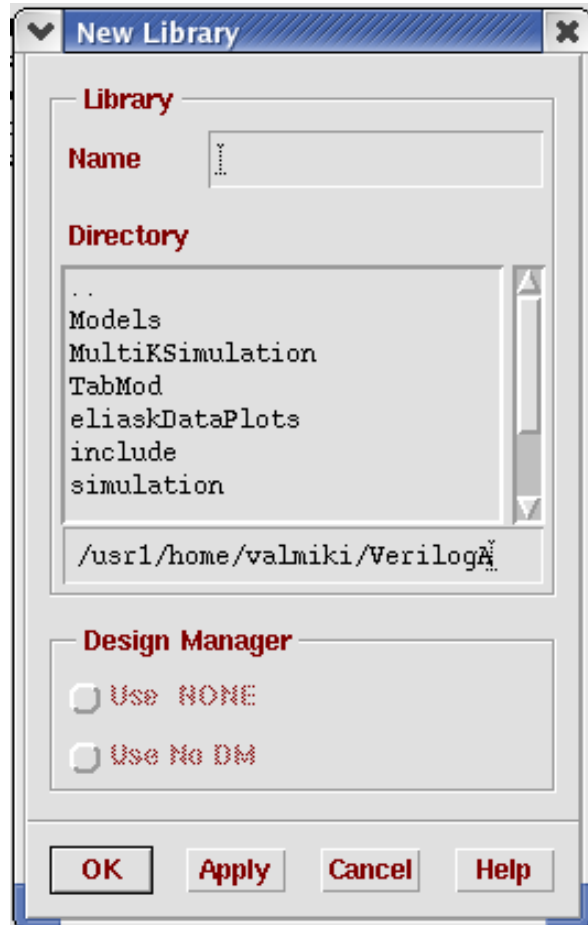 New Library
Library
Name
Directory
..
Models
MultiKSimulation
TabMod
eliaskDataPlots
include
simulation
/usr1/home/valmiki/VerilogA
Design Manager
Use NONE
Use No DM
OK Apply Cancel Help